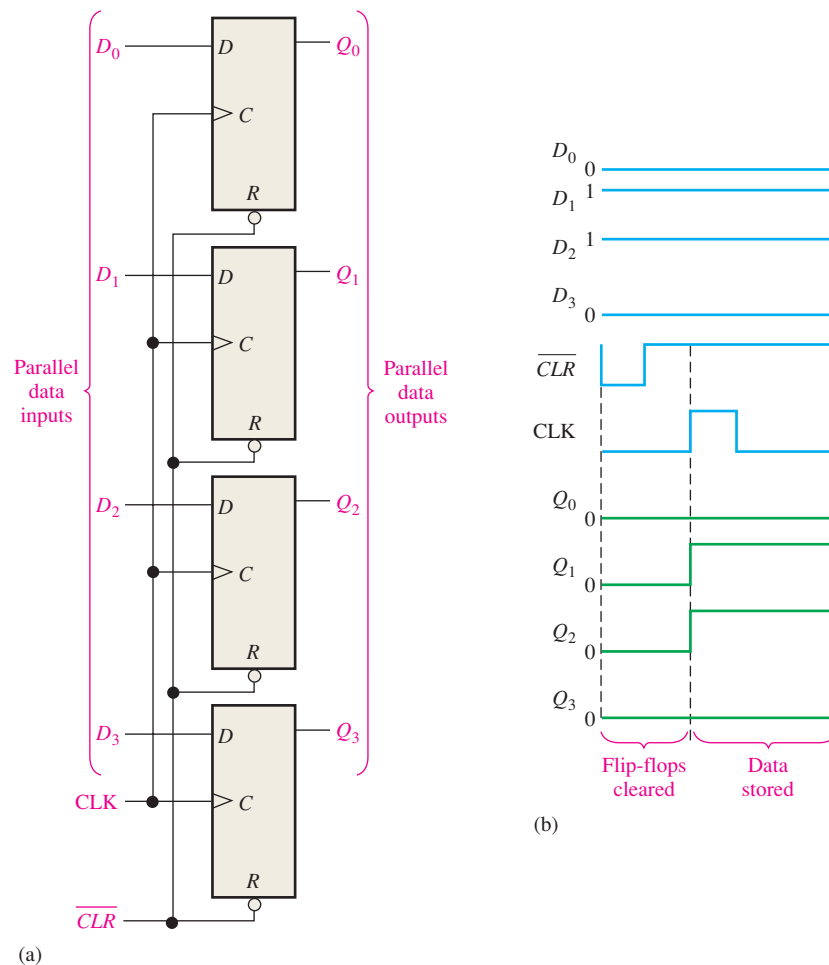 D0
D
Q0
C
R
D1
D
Q1
C
R
Parallel
data
inputs
Parallel
data
outputs
D2
D
Q2
C
R
D3
D
Q3
CLK
C
R
CLR
(a)
D0
0
1
D1
1
D2
D3
0
CLR
CLK
Q0
0
Q1
0
Q2
0
Q3
0
Flip-flops
cleared
Data
stored
(b)